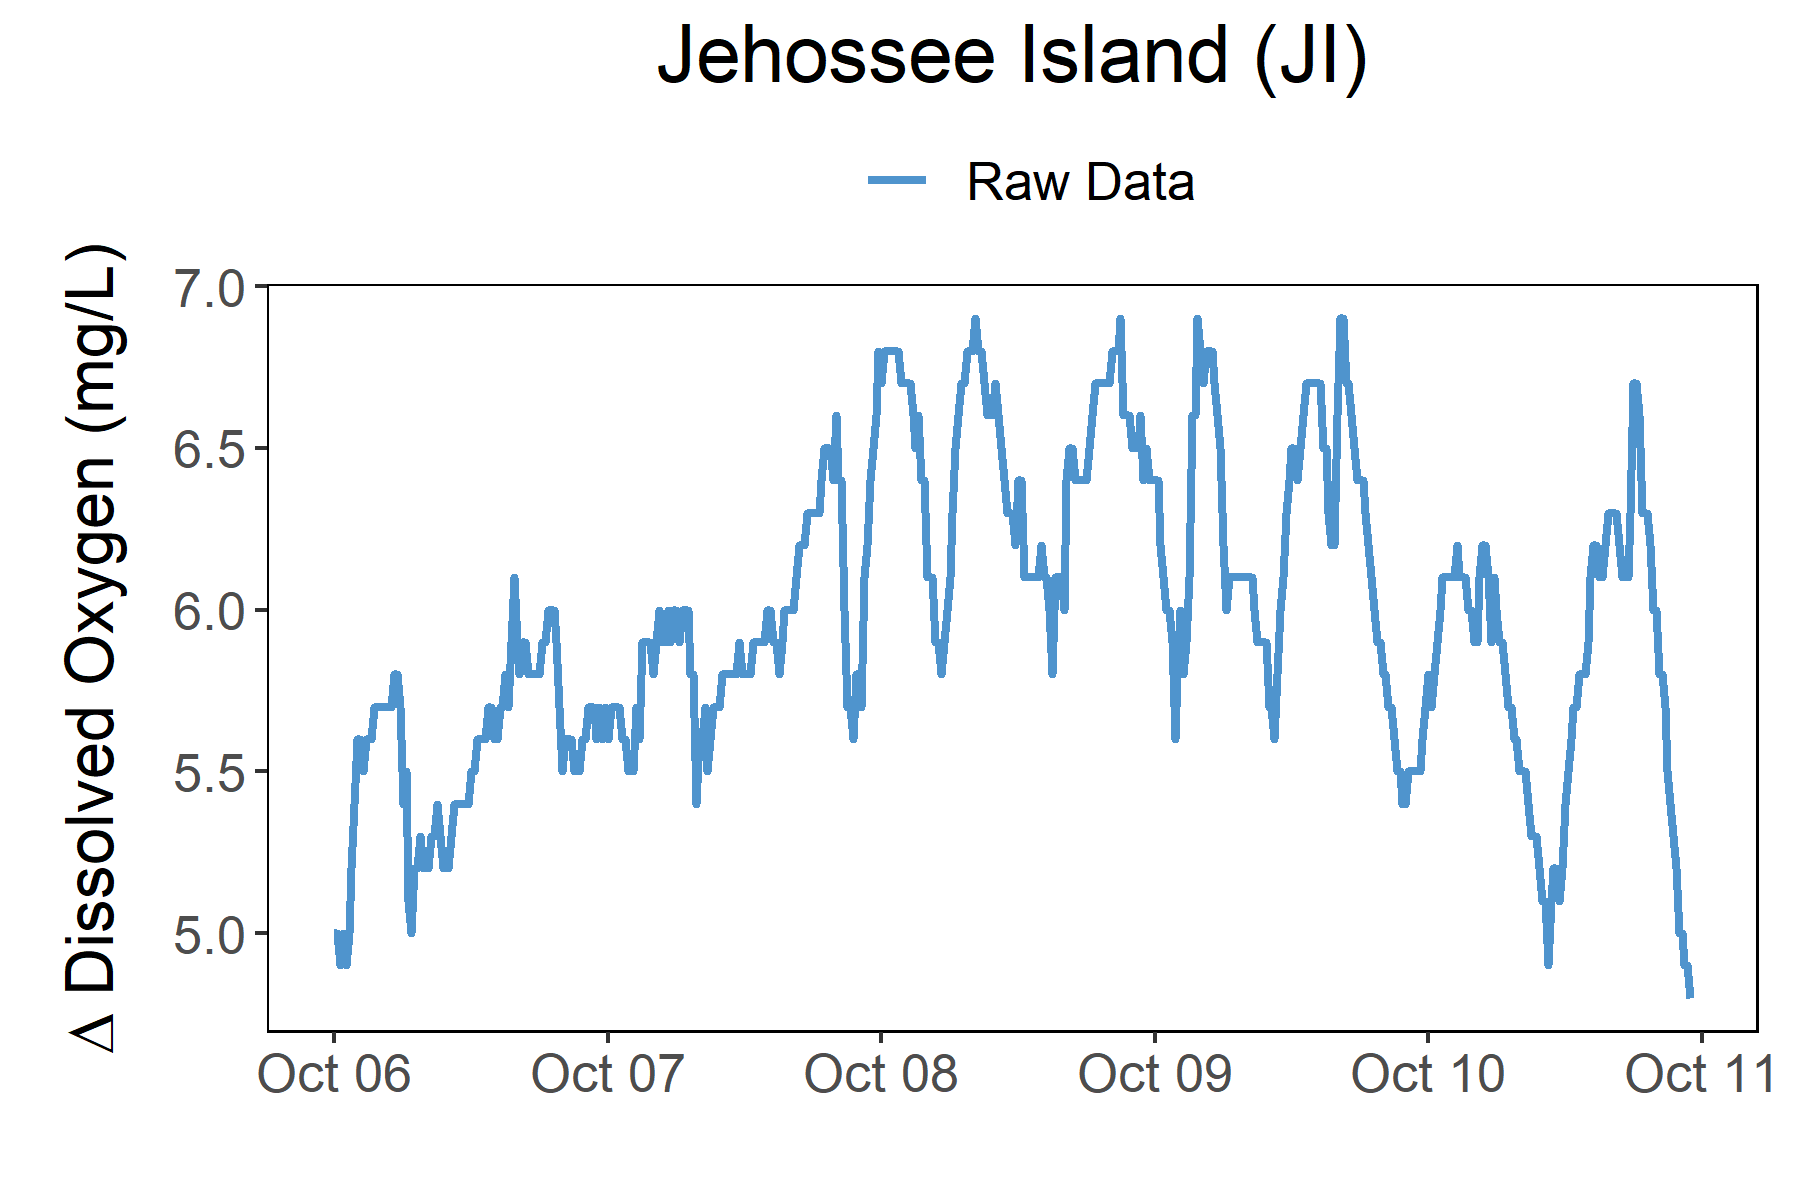 Jehossee Island (JI)
Raw Data
Δ Dissolved Oxygen (mg/L)
7.0
6.5
6.0
5.5
5.0
Oct 06 Oct 07 Oct 08 Oct 09 Oct 10 Oct 11